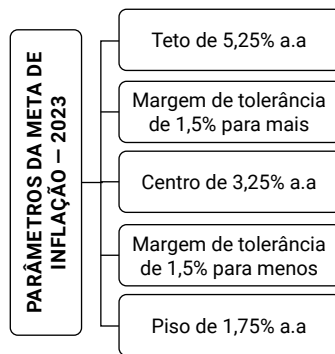 PARÂMETROS DA META DE
INFLAÇÃO — 2023
Teto de 5,25% a.a
Margem de tolerância
de 1,5% para mais
Centro de 3,25% a.a
Margem de tolerância
de 1,5% para menos
Piso de 1,75% a.a